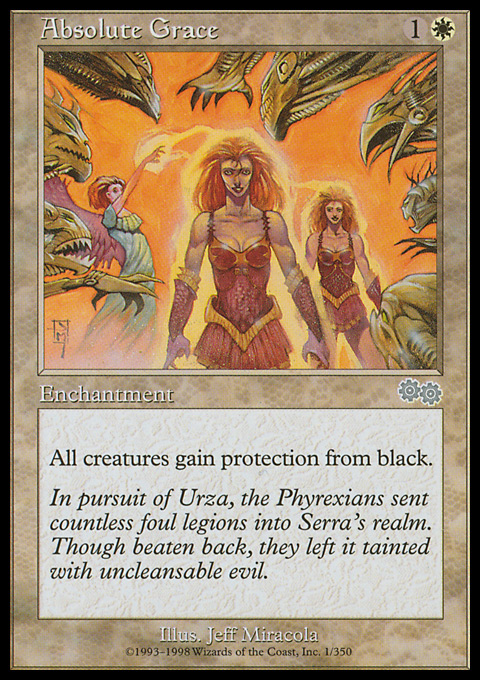 Absolute Grace 1
Enchantment
All creatures gain protection from black.
In pursuit of Urza, the Phyrexians sent
countless foul legions into Serra's realm.
Though beaten back, they left it tainted
with uncleansable evil.
Illus. Jeff Miracola
©1993-1998 Wizards of the Coast, Inc. 1/350